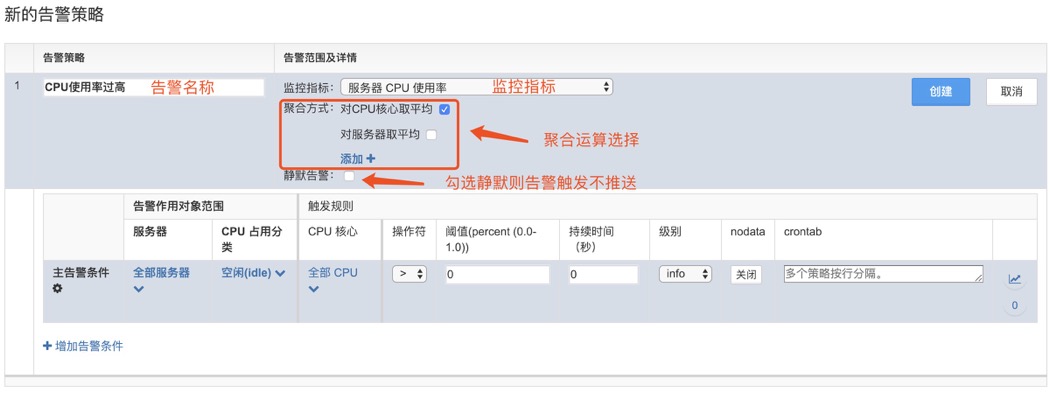 新的告警策略
告警策略 告警范围及详情
1 CPU使用率过高 告警名称 监控指标: 服务器 CPU 使用率 监控指标 创建 取消
聚合方式: 对CPU核心取平均
对服务器取平均 聚合运算选择
添加+
静默告警: 勾选静默则告警触发不推送
告警作用对象范围 触发规则
服务器 CPU 占用分类 CPU 核心 操作符 阈值(percent (0.0-1.0)) 持续时间(秒) 级别 nodata crontab
主告警条件 全部服务器 空闲(idle) 全部 CPU > 0 0 info 关闭 多个策略按行分隔。
0
+ 增加告警条件